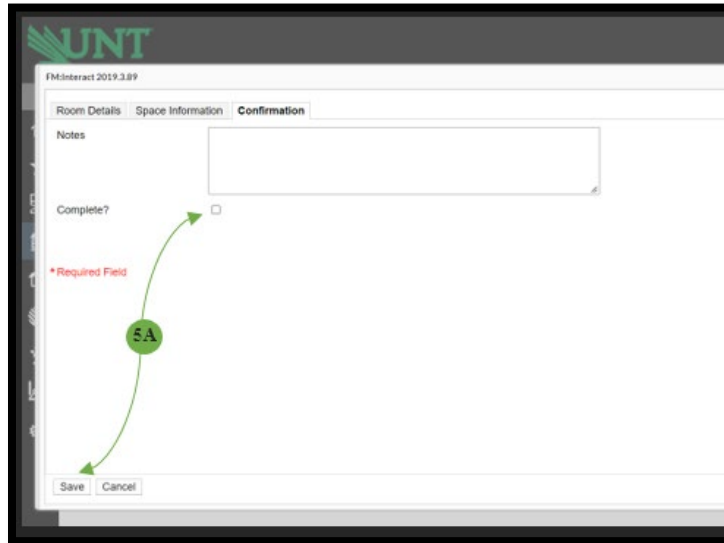 UNT
FM:Interact 2019.3.89
Room Details Space Information Confirmation
Notes
Complete?
* Required Field
5A
Save Cancel